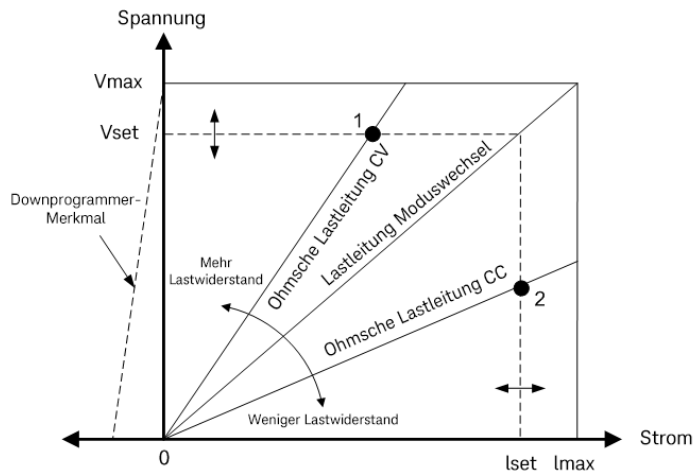 Spannung
Vmax
Vset
1
Downprogrammer-
Merkmal
Mehr
Lastwiderstand
Ohmsche Lastleitung CV
Lastleitung Moduswechsel
Ohmsche Lastleitung CC
2
Weniger Lastwiderstand
0
Iset
Imax
Strom